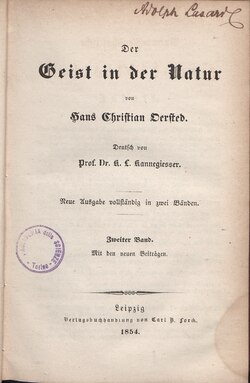 Adolph
Der
Geist in der Natur
von
Hans Christian Oersted.
Deutsch von
Prof. Dr. K. L. Kannegiesser.
Neue Ausgabe vollständig in zwei Bänden.
Zweiter Band.
Mit den neuen Beiträgen.
Torino
Leipzig
Verlagsbuchhandlung von Carl B. Lorck.
1854.